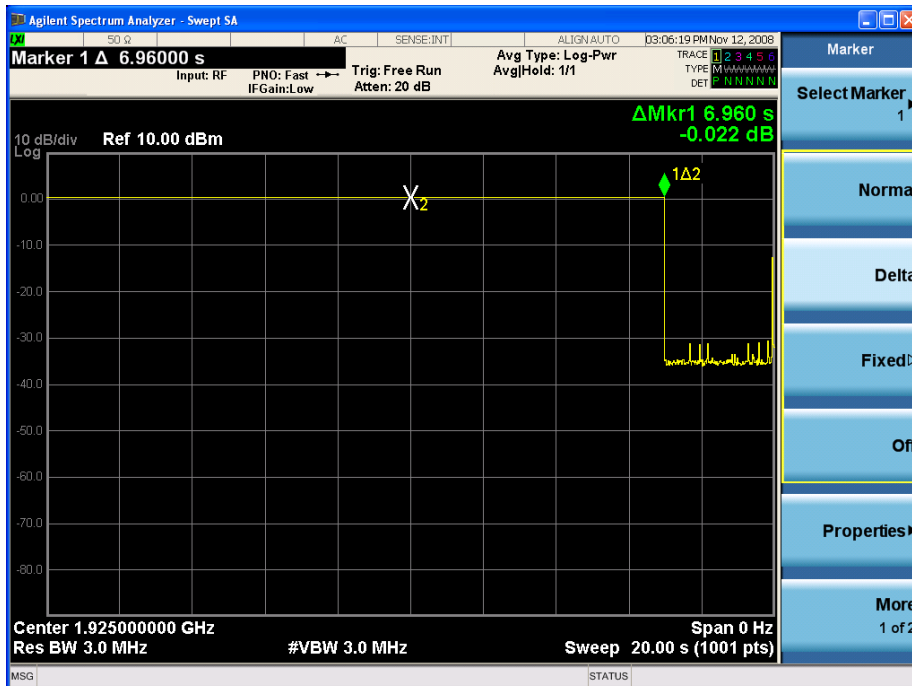 Agilent Spectrum Analyzer - Swept SA
LXI
50 Ω
AC
SENSE:INT
ALIGN AUTO
03:06:19 PM Nov 12, 2008
Marker 1 Δ 6.96000 s
Input: RF
PNO: Fast
IFGain:Low
Trig: Free Run
Atten: 20 dB
Avg Type: Log-Pwr
Avg|Hold: 1/1
TRACE 1 2 3 4 5 6
TYPE M W W W W W
DET P N N N N N
ΔMkr1 6.960 s
-0.022 dB
10 dB/div
Log
Ref 10.00 dBm
1Δ2
2
0.00
-10.0
-20.0
-30.0
-40.0
-50.0
-60.0
-70.0
-80.0
Center 1.925000000 GHz
Span 0 Hz
Res BW 3.0 MHz
#VBW 3.0 MHz
Sweep 20.00 s (1001 pts)
MSG
STATUS
Marker
Select Marker
1
Norma
Delta
Fixed
Off
Properties
More
1 of 2